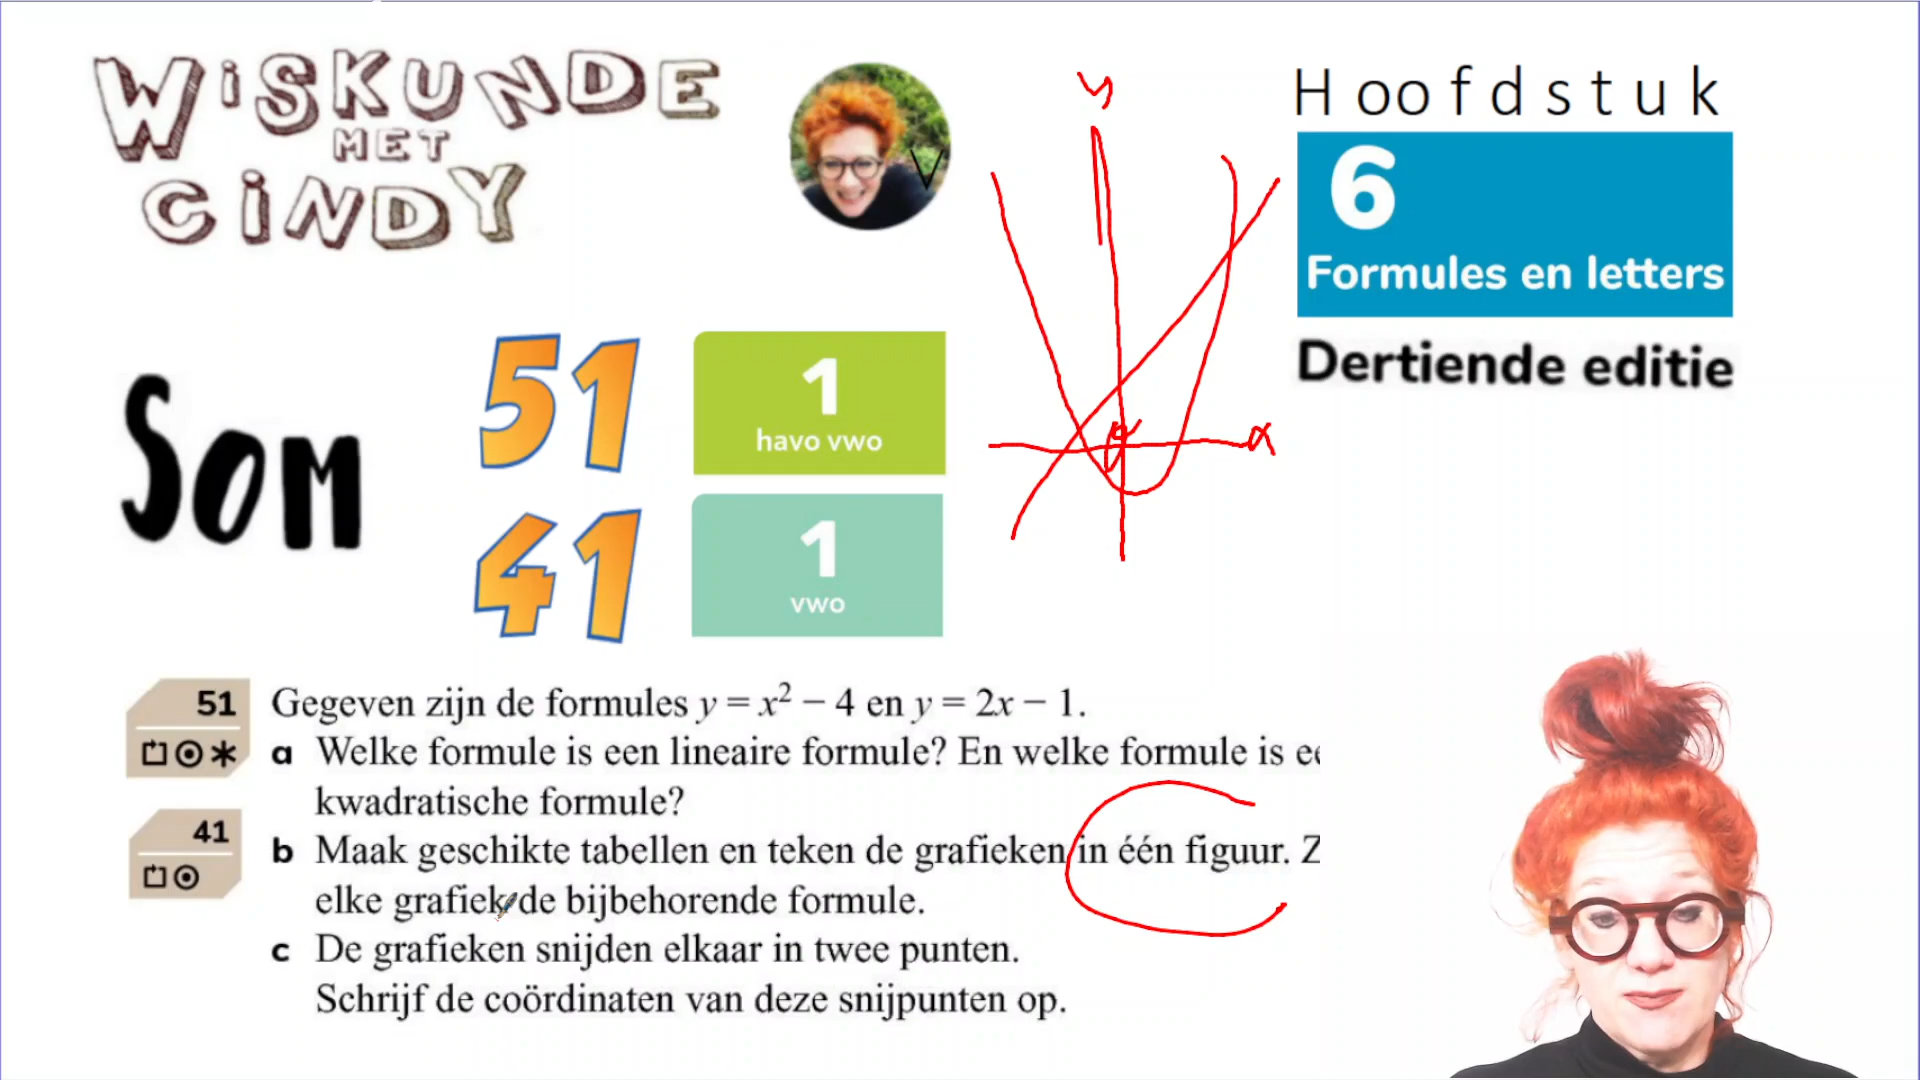 WiSKUNDE
MET
CiNDY
Hoofdstuk
6
Formules en letters
Dertiende editie
Som
51
1
havo vwo
41
1
vwo
y
x
51
Gegeven zijn de formules y = x² − 4 en y = 2x − 1.
a Welke formule is een lineaire formule? En welke formule is
kwadratische formule?
41
b Maak geschikte tabellen en teken de grafieken in één figuur. Z
elke grafiek de bijbehorende formule.
c De grafieken snijden elkaar in twee punten.
Schrijf de coördinaten van deze snijpunten op.